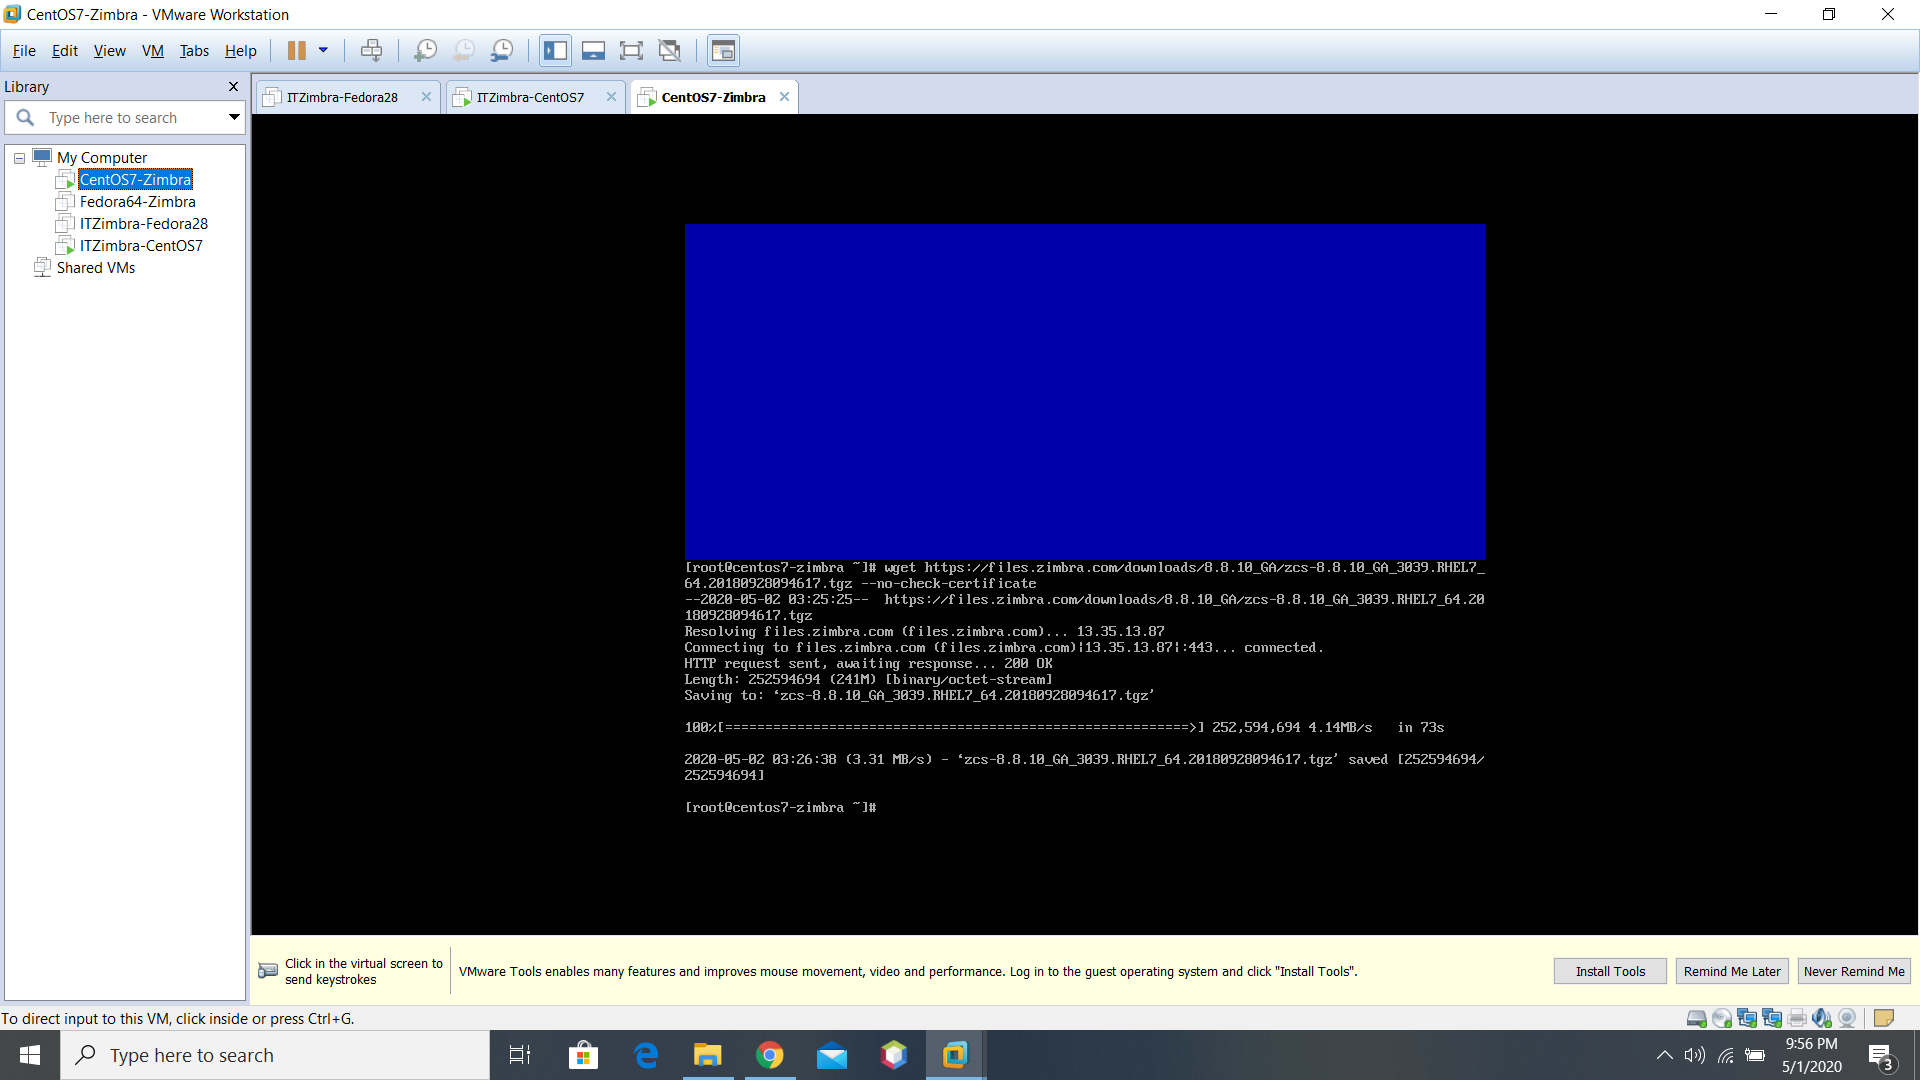 CentOS7-Zimbra - VMware Workstation
File Edit View VM Tabs Help
Library
Type here to search
My Computer
CentOS7-Zimbra
Fedora64-Zimbra
ITZimbra-Fedora28
ITZimbra-CentOS7
Shared VMs
ITZimbra-Fedora28 ITZimbra-CentOS7 CentOS7-Zimbra
[root@centos7-zimbra ~]# wget https://files.zimbra.com/downloads/8.8.10_GA/zcs-8.8.10_GA_3039.RHEL7_
64.20180928094617.tgz --no-check-certificate
--2020-05-02 03:25:25--  https://files.zimbra.com/downloads/8.8.10_GA/zcs-8.8.10_GA_3039.RHEL7_64.20
180928094617.tgz
Resolving files.zimbra.com (files.zimbra.com)... 13.35.13.87
Connecting to files.zimbra.com (files.zimbra.com)|13.35.13.87|:443... connected.
HTTP request sent, awaiting response... 200 OK
Length: 252594694 (241M) [binary/octet-stream]
Saving to: ‘zcs-8.8.10_GA_3039.RHEL7_64.20180928094617.tgz’
100%[==========================================================>] 252,594,694 4.14MB/s   in 73s
2020-05-02 03:26:38 (3.31 MB/s) - ‘zcs-8.8.10_GA_3039.RHEL7_64.20180928094617.tgz’ saved [252594694/
252594694]
[root@centos7-zimbra ~]#
Click in the virtual screen to
send keystrokes
VMware Tools enables many features and improves mouse movement, video and performance. Log in to the guest operating system and click "Install Tools".
Install Tools Remind Me Later Never Remind Me
To direct input to this VM, click inside or press Ctrl+G.
Type here to search
9:56 PM
5/1/2020
3